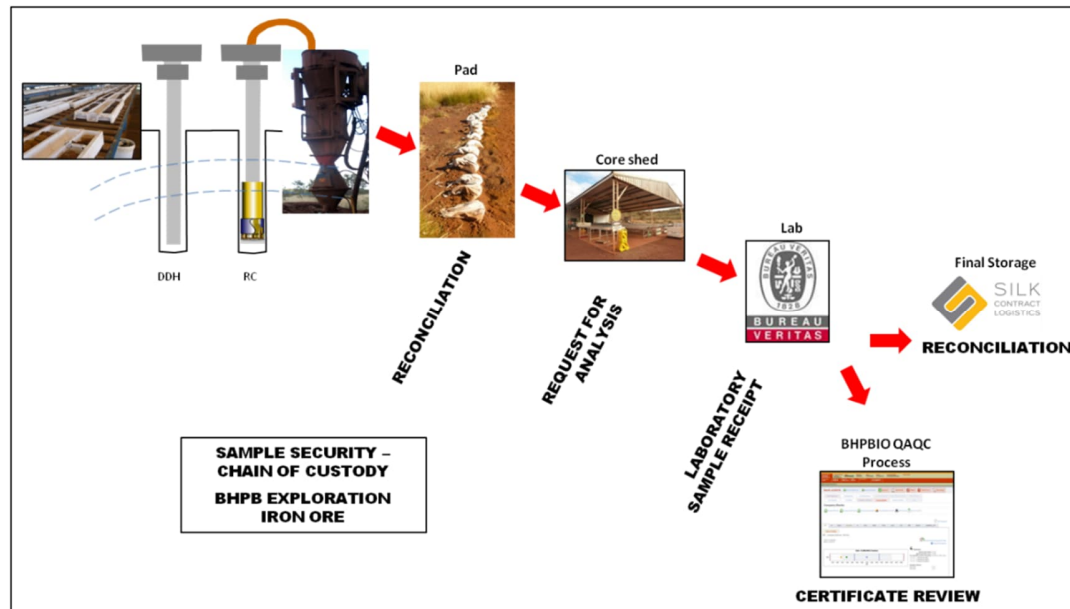 Pad
Core shed
Lab
BUREAU VERITAS
1828
BUREAU
VERITAS
Final Storage
SILK
CONTRACT
LOGISTICS
RECONCILIATION
DDH
RC
RECONCILIATION
REQUEST FOR
ANALYSIS
LABORATORY
SAMPLE RECEIPT
SAMPLE SECURITY –
CHAIN OF CUSTODY
BHPB EXPLORATION
IRON ORE
BHPBIO QAQC
Process
CERTIFICATE REVIEW